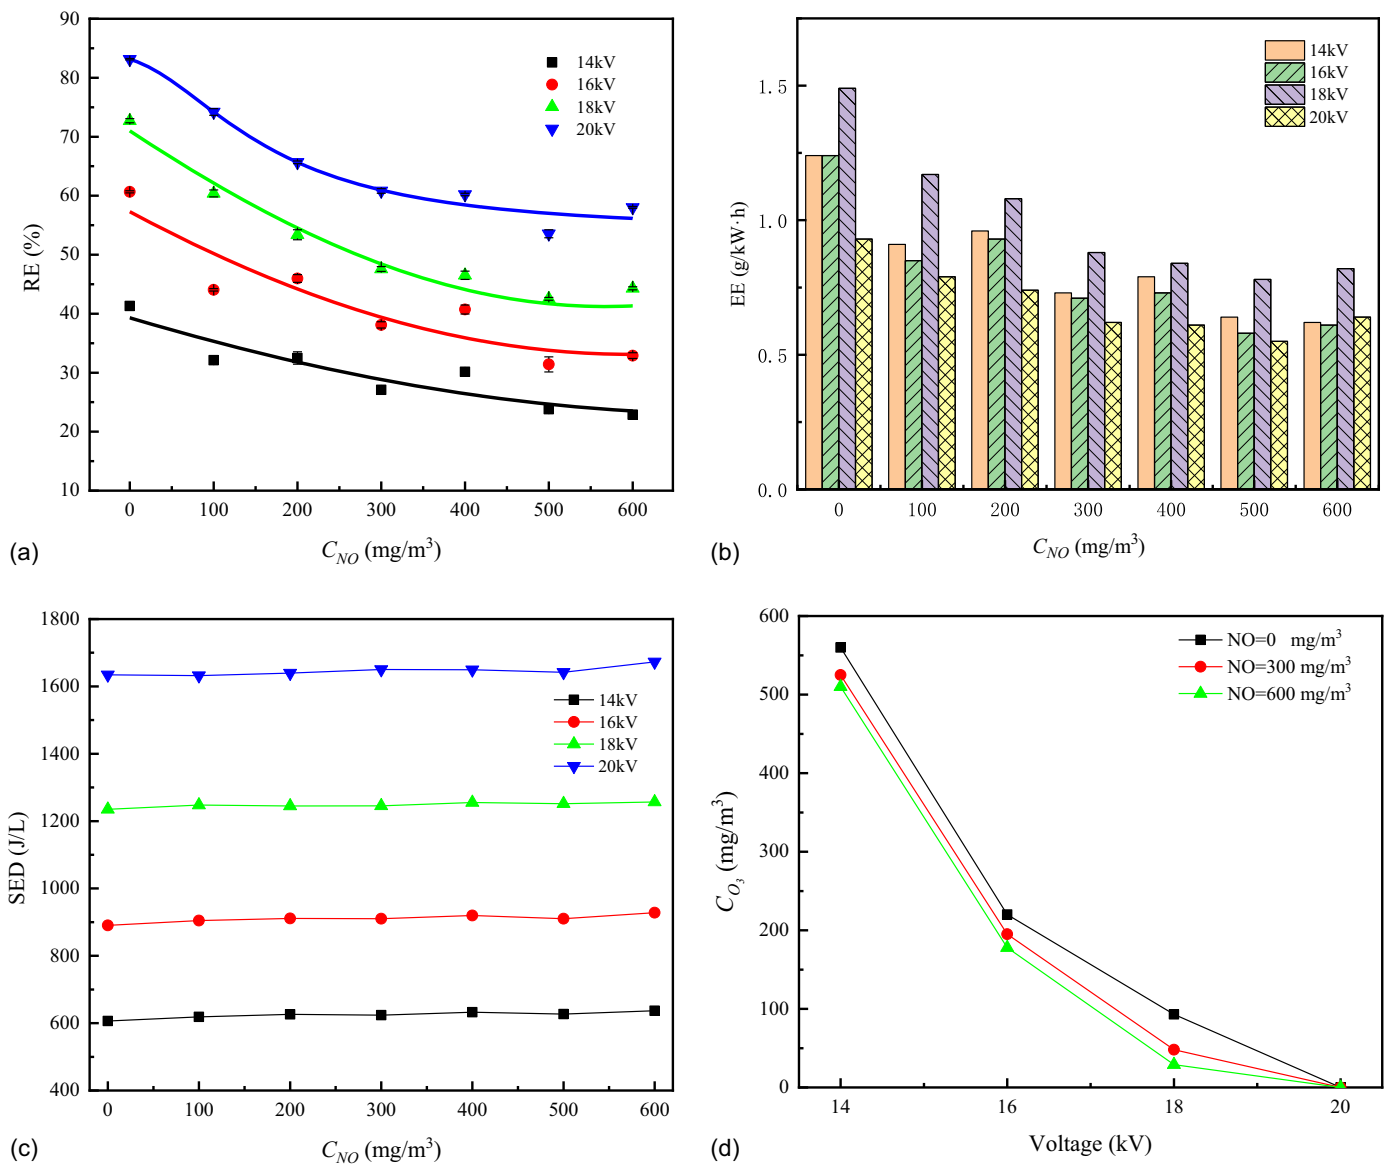 90
80
70
60
50
40
30
20
10
RE (%)
14kV
16kV
18kV
20kV
0 100 200 300 400 500 600
C_NO (mg/m³)
(a)
1.5
1.0
0.5
0.0
EE (g/kW·h)
14kV
16kV
18kV
20kV
0 100 200 300 400 500 600
C_NO (mg/m³)
(b)
1800
1600
1400
1200
1000
800
600
400
SED (J/L)
14kV
16kV
18kV
20kV
0 100 200 300 400 500 600
C_NO (mg/m³)
(c)
600
500
400
300
200
100
0
C_O₃ (mg/m³)
NO=0 mg/m³
NO=300 mg/m³
NO=600 mg/m³
14 16 18 20
Voltage (kV)
(d)